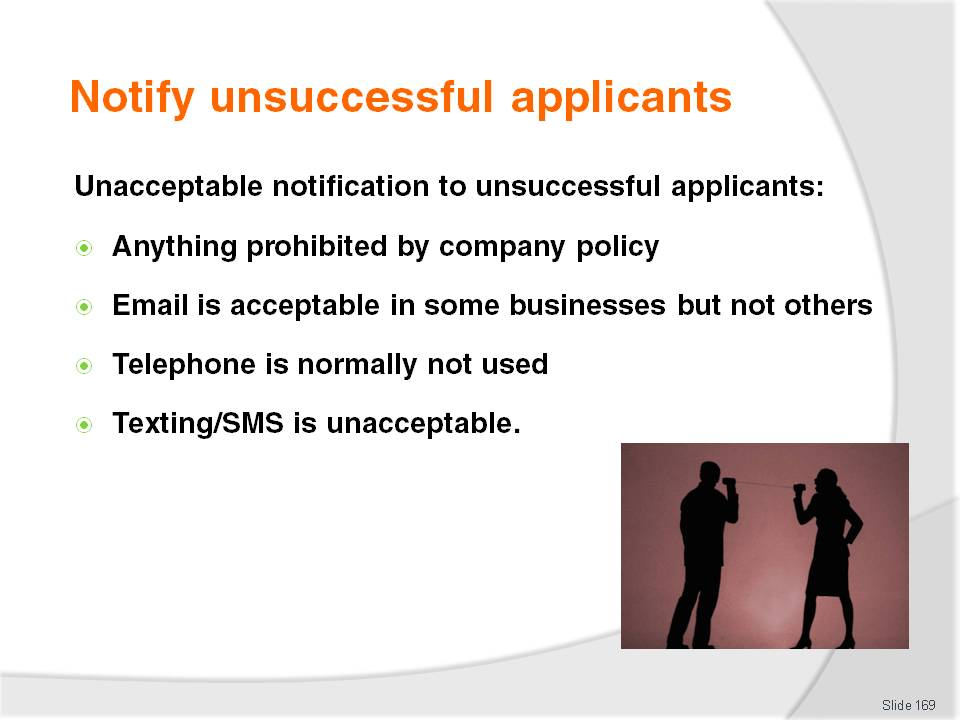 Notify unsuccessful applicants
Unacceptable notification to unsuccessful applicants:
Anything prohibited by company policy
Email is acceptable in some businesses but not others
Telephone is normally not used
Texting/SMS is unacceptable.
Slide 169